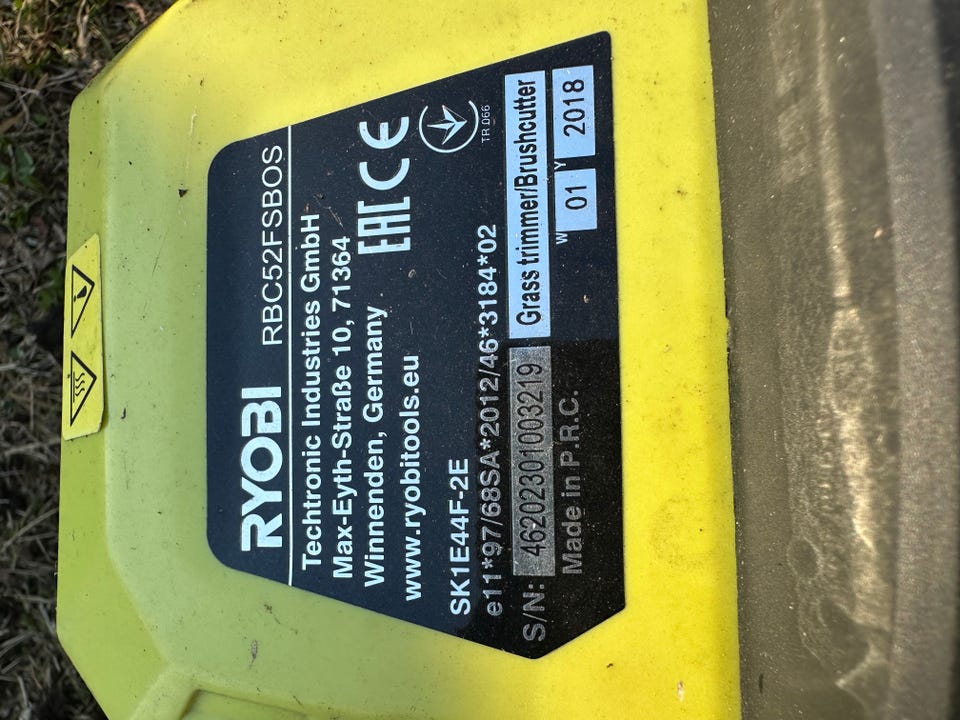 RYOBI RBC52FSBOS
Techtronic Industries GmbH
Max-Eyth-Straße 10, 71364
Winnenden, Germany
www.ryobitools.eu
EAC CE
TR 066
SK1E44F-2E
e11*97/68SA*2012/46*3184*02
S/N: 46202301003219 Grass trimmer/Brushcutter
Made in P.R.C. W 01 Y 2018